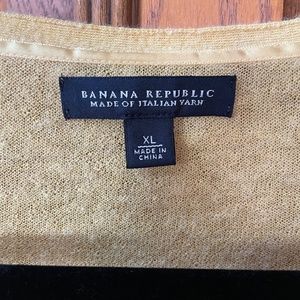 BANANA REPUBLIC
MADE OF ITALIAN YARN
XL
MADE IN
CHINA